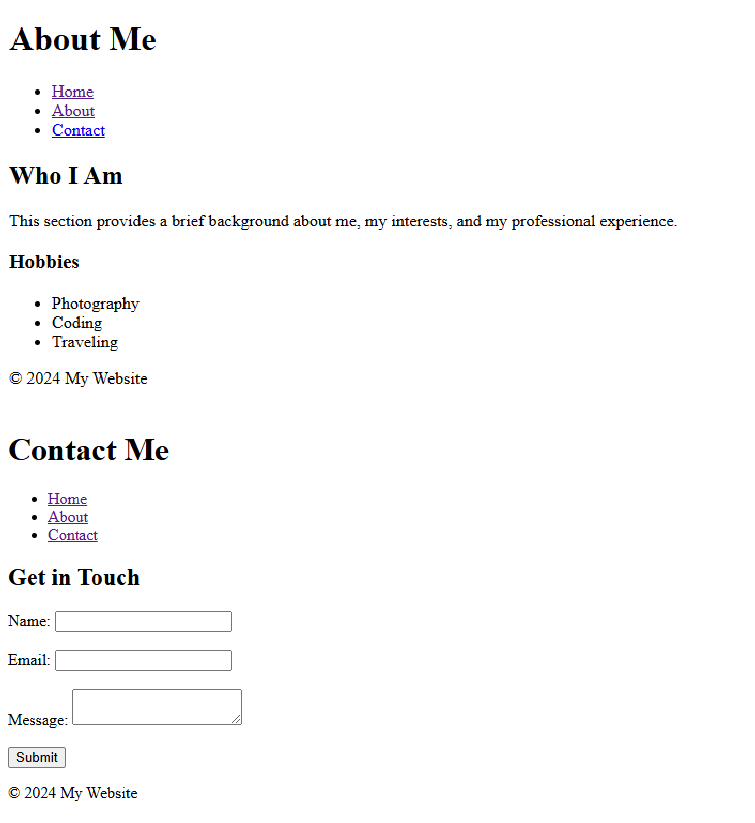 About Me
Home
About
Contact
Who I Am
This section provides a brief background about me, my interests, and my professional experience.
Hobbies
Photography
Coding
Traveling
© 2024 My Website
Contact Me
Home
About
Contact
Get in Touch
Name:
Email:
Message:
Submit
© 2024 My Website